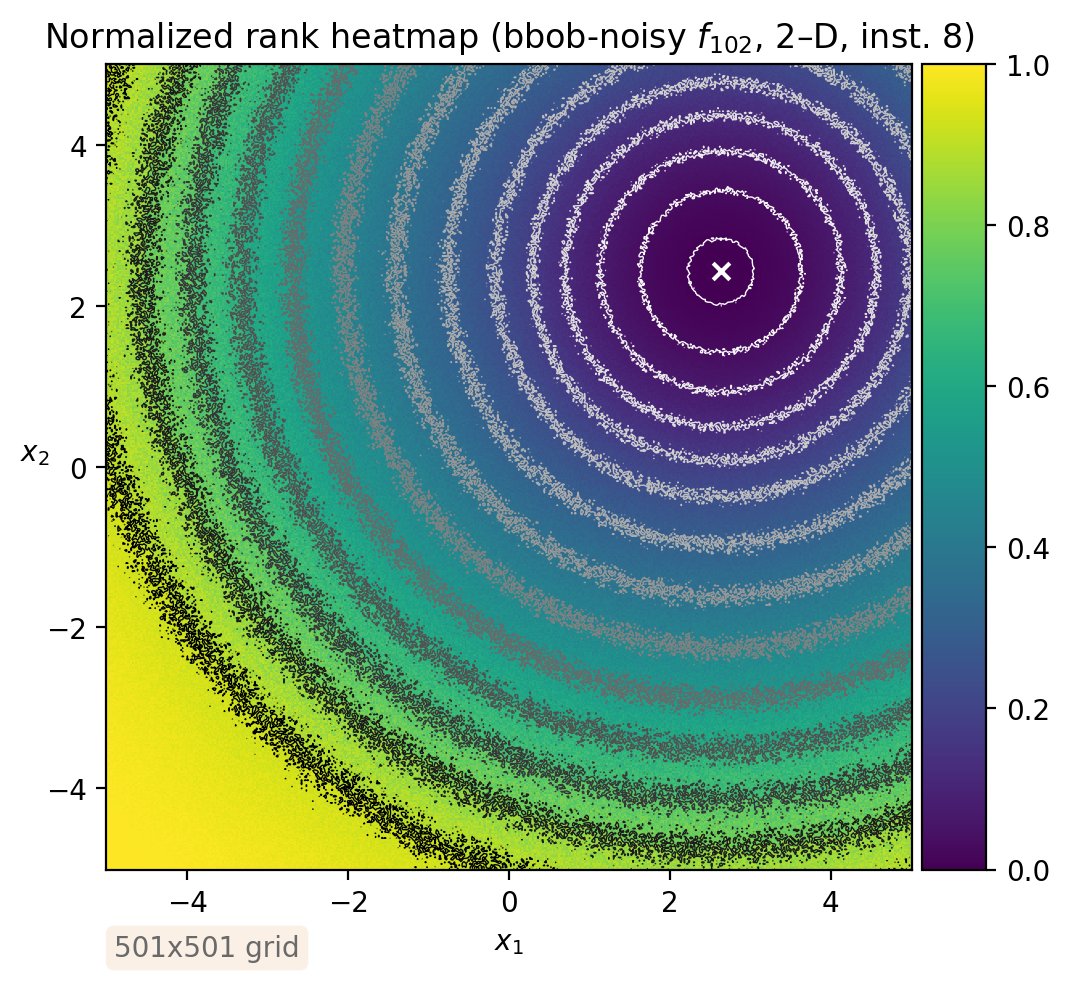 Normalized rank heatmap (bbob-noisy f₁₀₂, 2–D, inst. 8)
1.0
0.8
0.6
0.4
0.2
0.0
x₂
4
2
0
−2
−4
−4 −2 0 2 4
x₁
501x501 grid